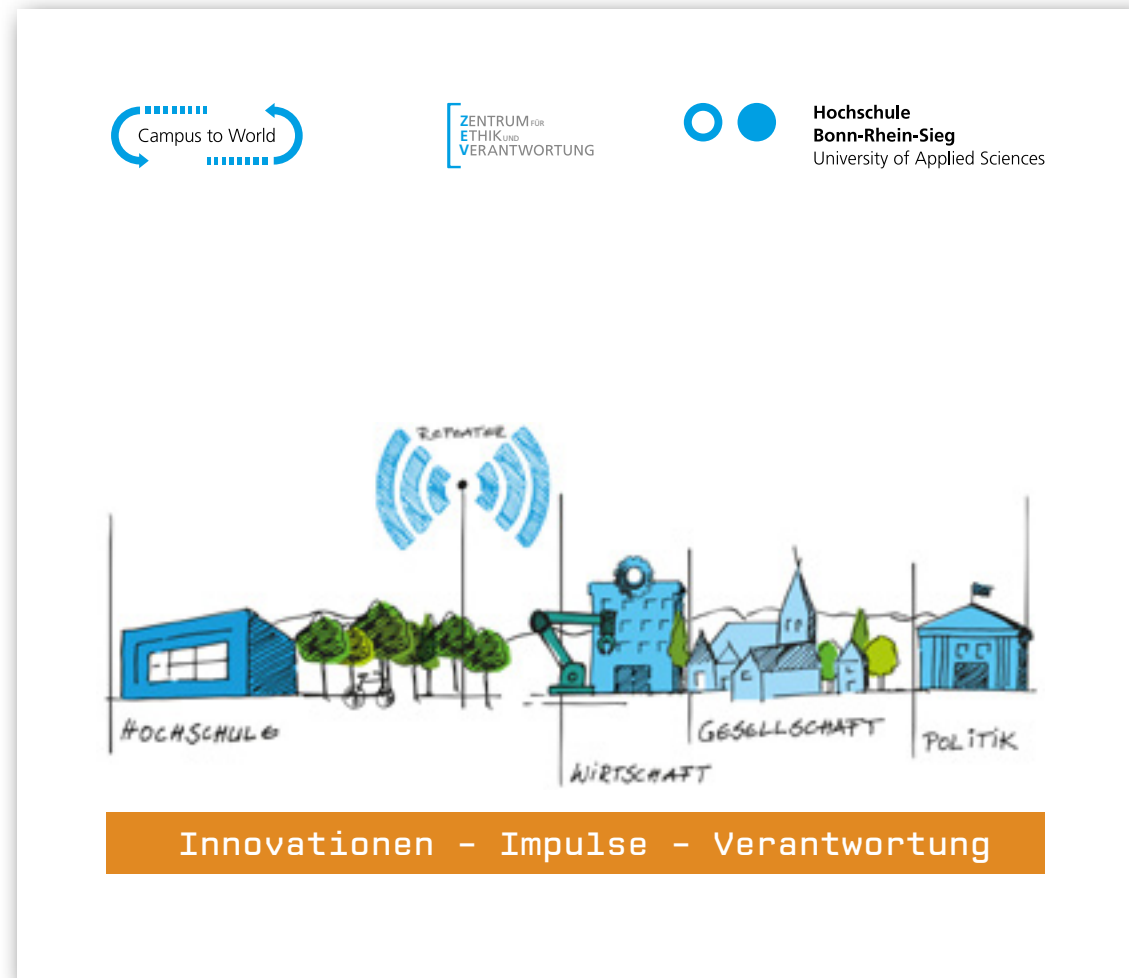 Campus to World
ZENTRUM FÜR
ETHIK UND
VERANTWORTUNG
Hochschule
Bonn-Rhein-Sieg
University of Applied Sciences
REPEATER
HOCHSCHULE
WIRTSCHAFT
GESELLSCHAFT
POLITIK
Innovationen – Impulse – Verantwortung